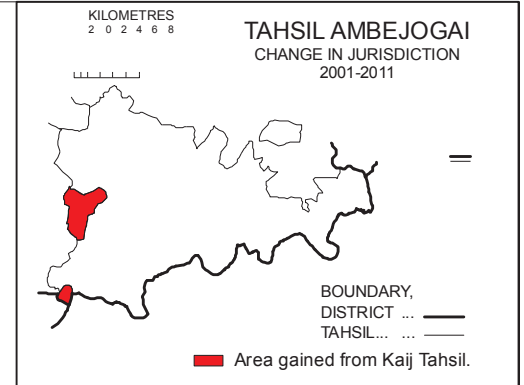 KILOMETRES
2 0 2 4 6 8
TAHSIL AMBEJOGAI
CHANGE IN JURISDICTION
2001-2011
BOUNDARY,
DISTRICT ...
TAHSIL... ...
Area gained from Kaij Tahsil.